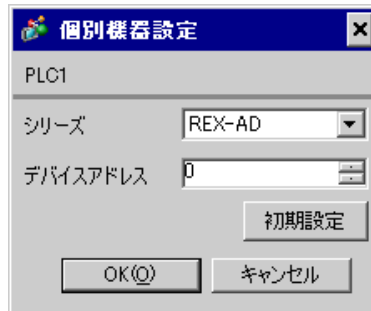 個別機器設定
PLC1
シリーズ REX-AD
デバイスアドレス 0
初期設定
OK(O) キャンセル